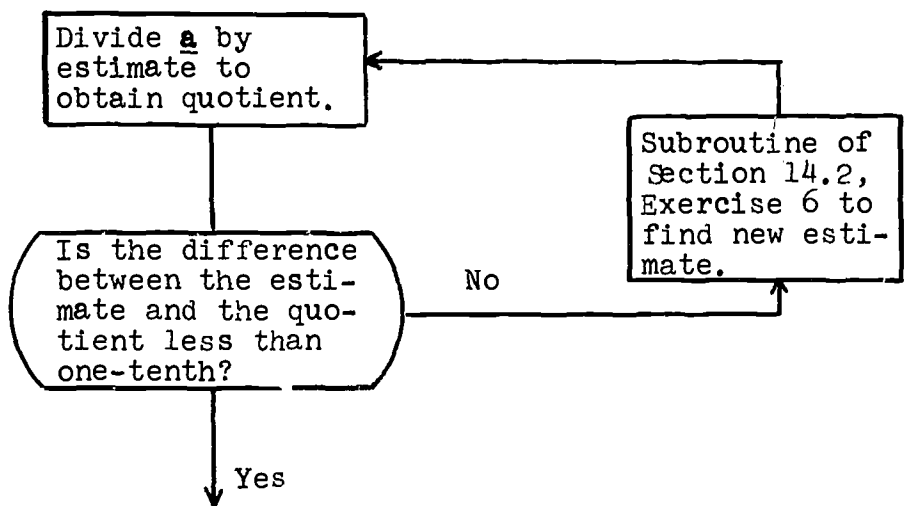 Divide a by
estimate to
obtain quotient.
Subroutine of
Section 14.2,
Exercise 6 to
find new esti-
mate.
Is the difference
between the esti-
mate and the quo-
tient less than
one-tenth?
No
Yes